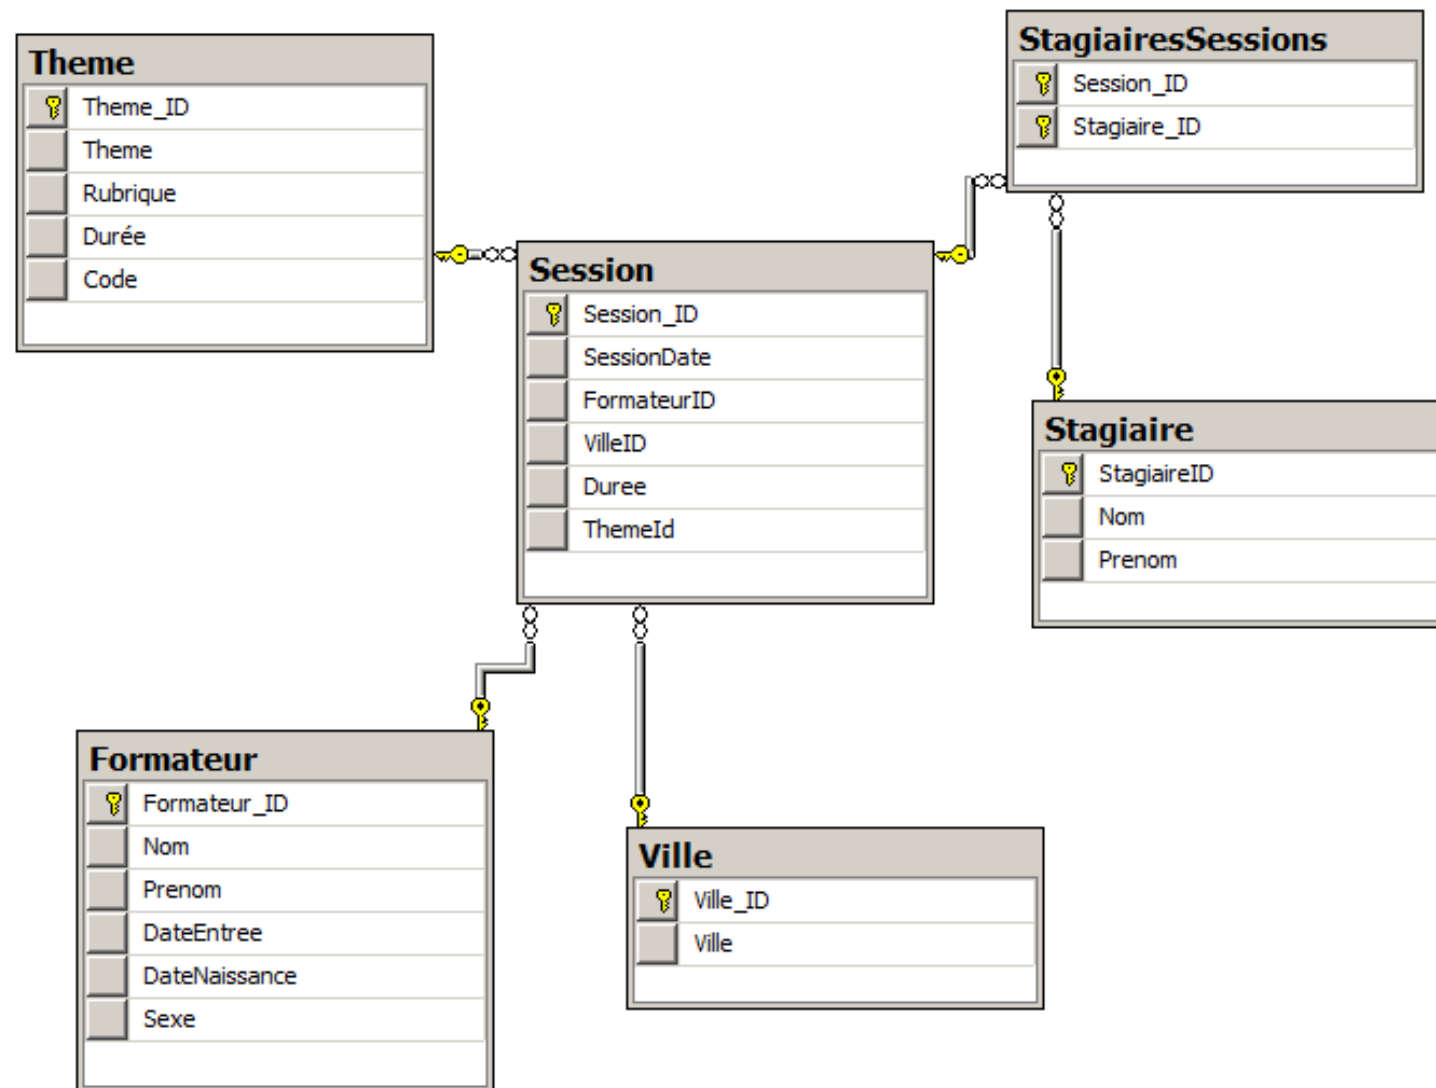 Theme
Theme_ID
Theme
Rubrique
Durée
Code
StagiairesSessions
Session_ID
Stagiaire_ID
Session
Session_ID
SessionDate
FormateurID
VilleID
Duree
ThemeId
Stagiaire
StagiaireID
Nom
Prenom
Formateur
Formateur_ID
Nom
Prenom
DateEntree
DateNaissance
Sexe
Ville
Ville_ID
Ville